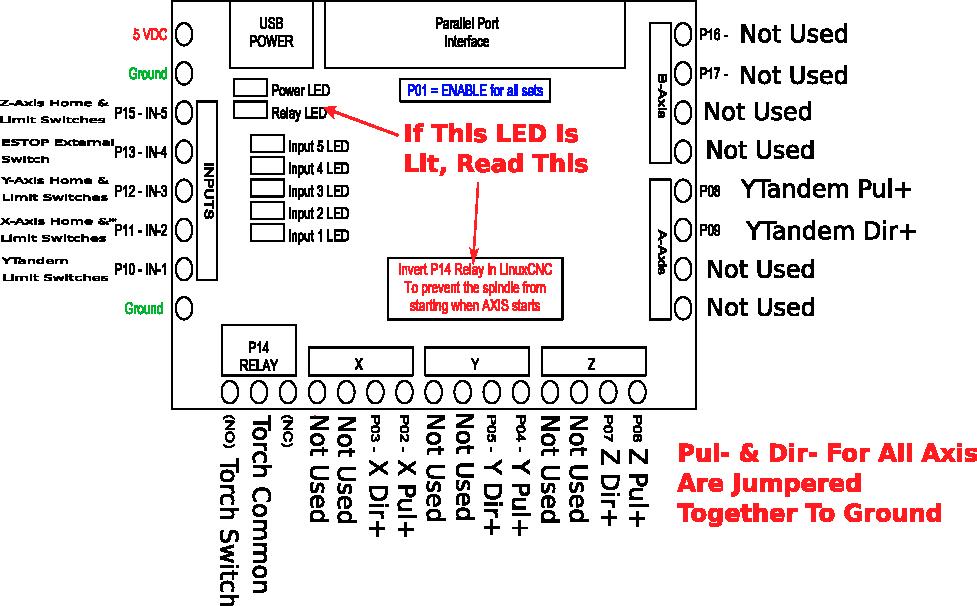 USB
POWER
Parallel Port
Interface
5 VDC
Ground
Z-Axis Home &
Limit Switches
P15 - IN-5
ESTOP External
Switch
P13 - IN-4
Y-Axis Home &
Limit Switches
P12 - IN-3
X-Axis Home &"
Limit Switches
P11 - IN-2
YTandem
Limit Switches
P10 - IN-1
Ground
INPUTS
Power LED
Relay LED
Input 5 LED
Input 4 LED
Input 3 LED
Input 2 LED
Input 1 LED
P01 = ENABLE for all sets
If This LED Is
Lit, Read This
Invert P14 Relay in LinuxCNC
To prevent the spindle from
starting when AXIS starts
B-Axis
A-Axis
P16 - Not Used
P17 - Not Used
Not Used
Not Used
P08 YTandem Pul+
P09 YTandem Dir+
Not Used
Not Used
P14
RELAY
X
Y
Z
(NO) Torch Switch
Torch Common
(NC)
Not Used
Not Used
P03 - X Dir+
P02 - X Pul+
Not Used
Not Used
P05 - Y Dir+
P04 - Y Pul+
Not Used
Not Used
P07 Z Dir+
P06 Z Pul+
Pul- & Dir- For All Axis
Are Jumpered
Together To Ground